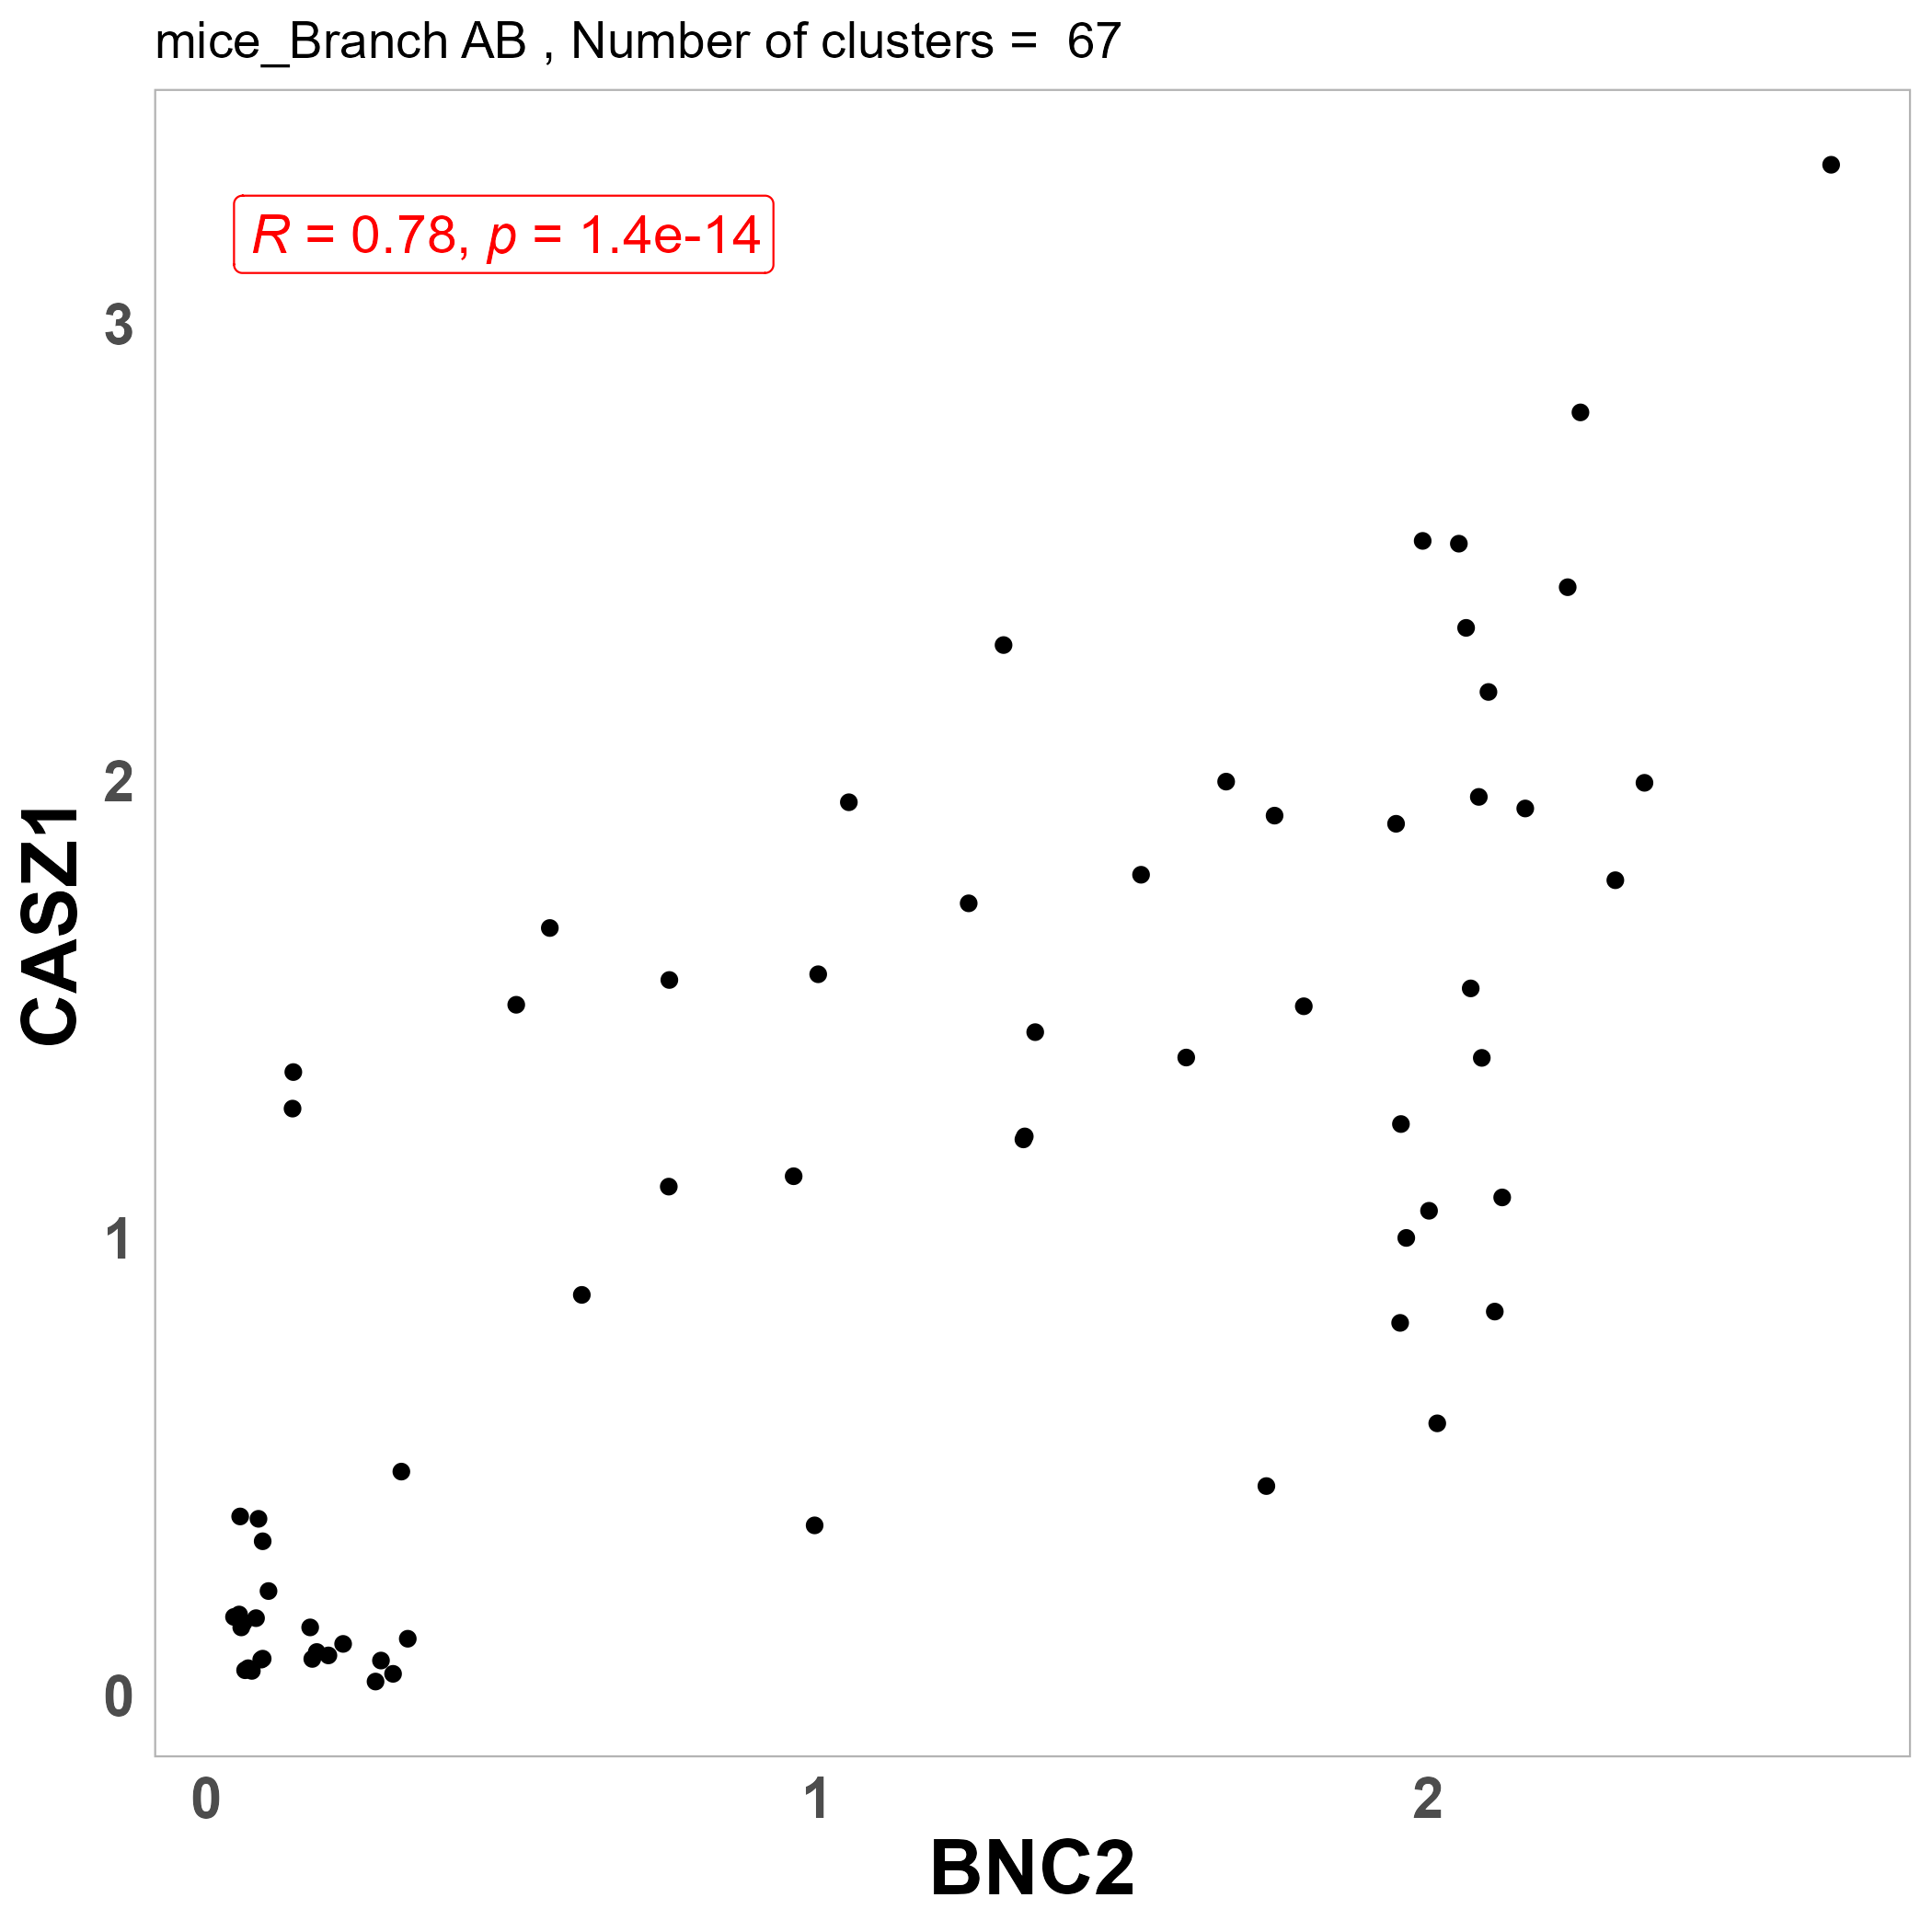 mice_Branch AB , Number of clusters =  67
R = 0.78, p = 1.4e-14
3
2
1
0
CASZ1
0 1 2
BNC2